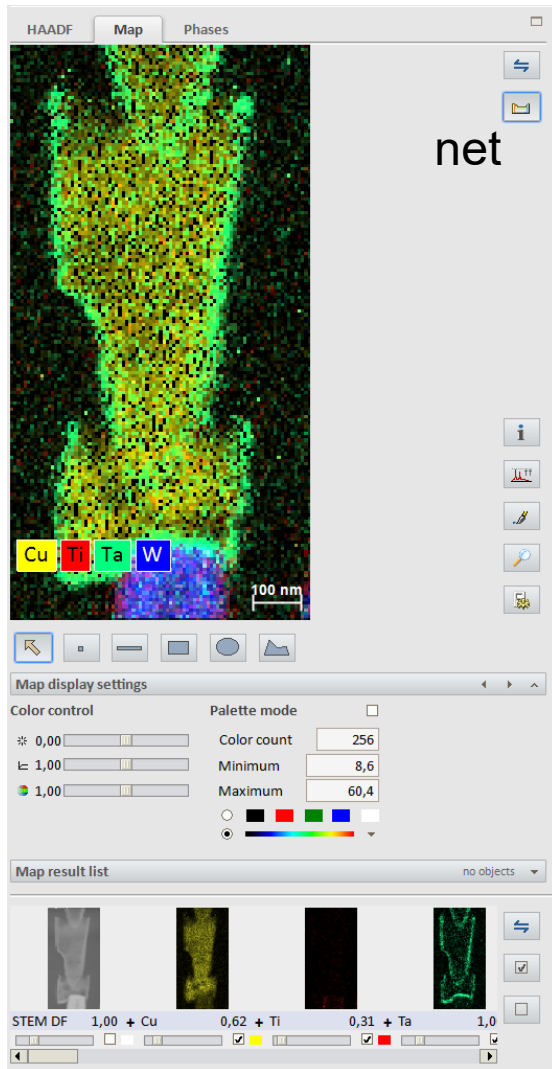 HAADF Map Phases
net
Cu Ti Ta W
100 nm
Map display settings
Color control Palette mode
0,00 Color count 256
1,00 Minimum 8,6
1,00 Maximum 60,4
Map result list no objects
STEM DF 1,00 + Cu 0,62 + Ti 0,31 + Ta 1,0